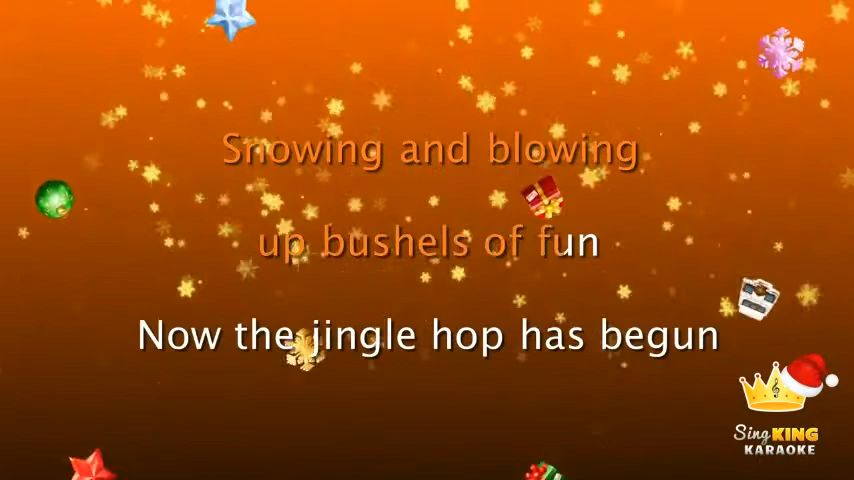 Snowing and blowing
up bushels of fun
Now the jingle hop has begun
Sing KING
KARAOKE